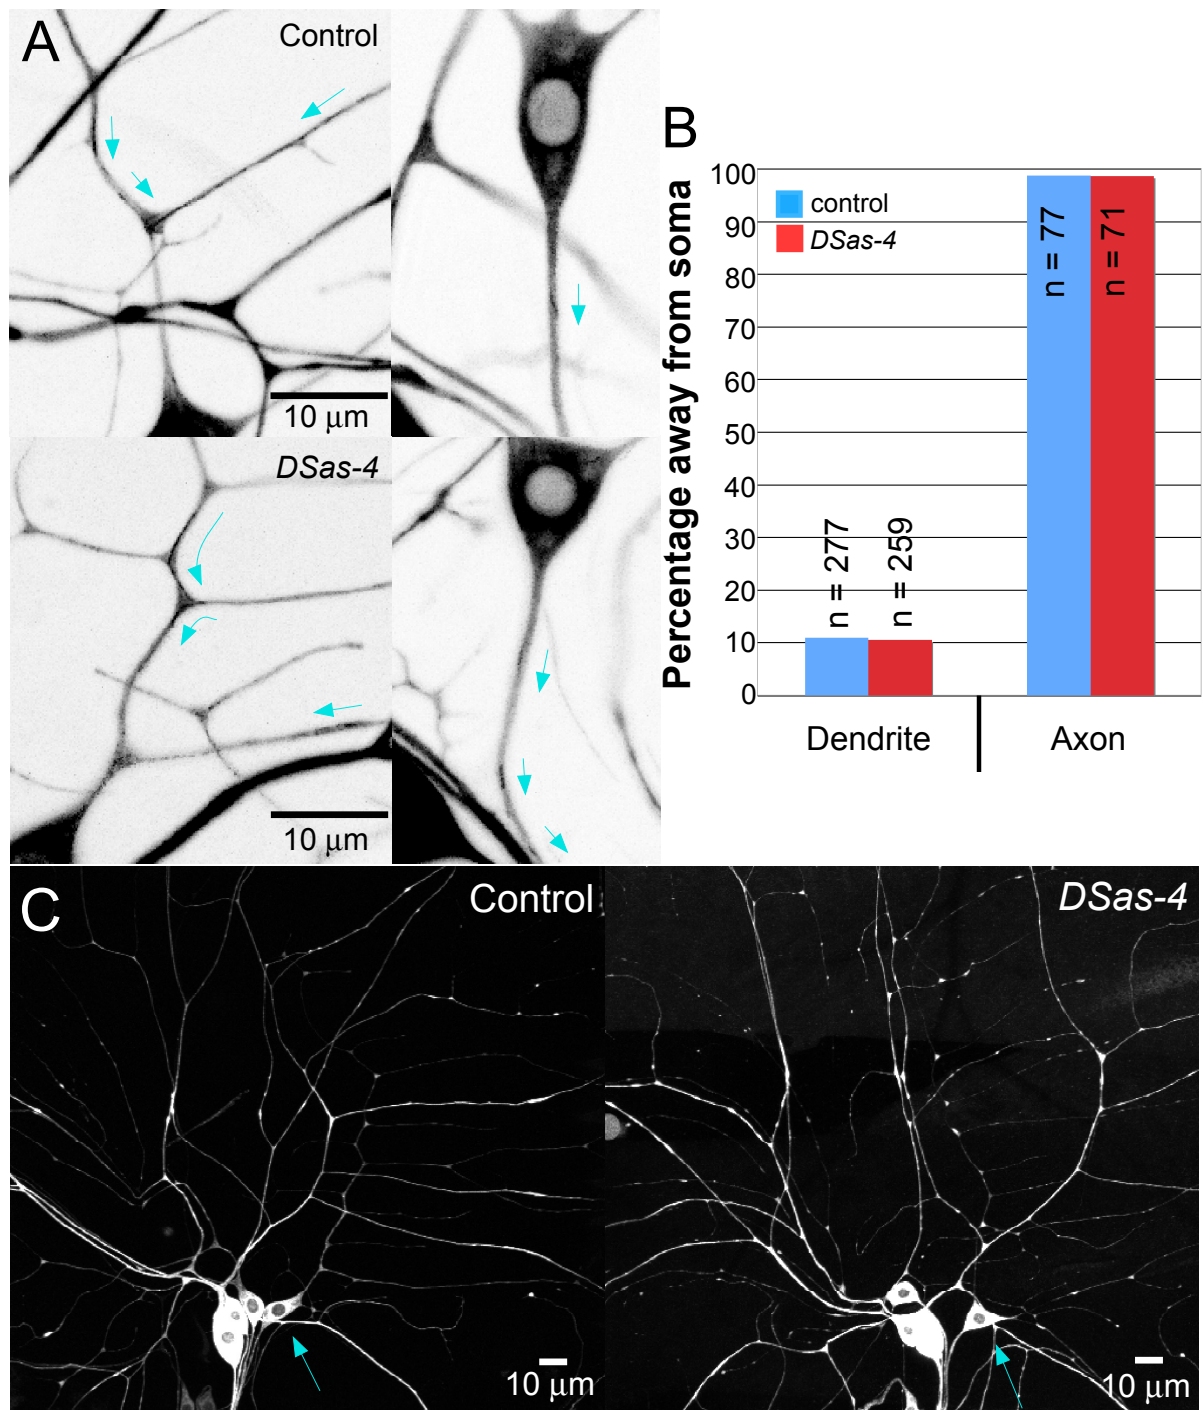 A
Control
10 μm
DSas-4
10 μm
B
Percentage away from soma
100
90
80
70
60
50
40
30
20
10
0
control
DSas-4
n = 277
n = 259
n = 77
n = 71
Dendrite
Axon
C
Control
10 μm
DSas-4
10 μm